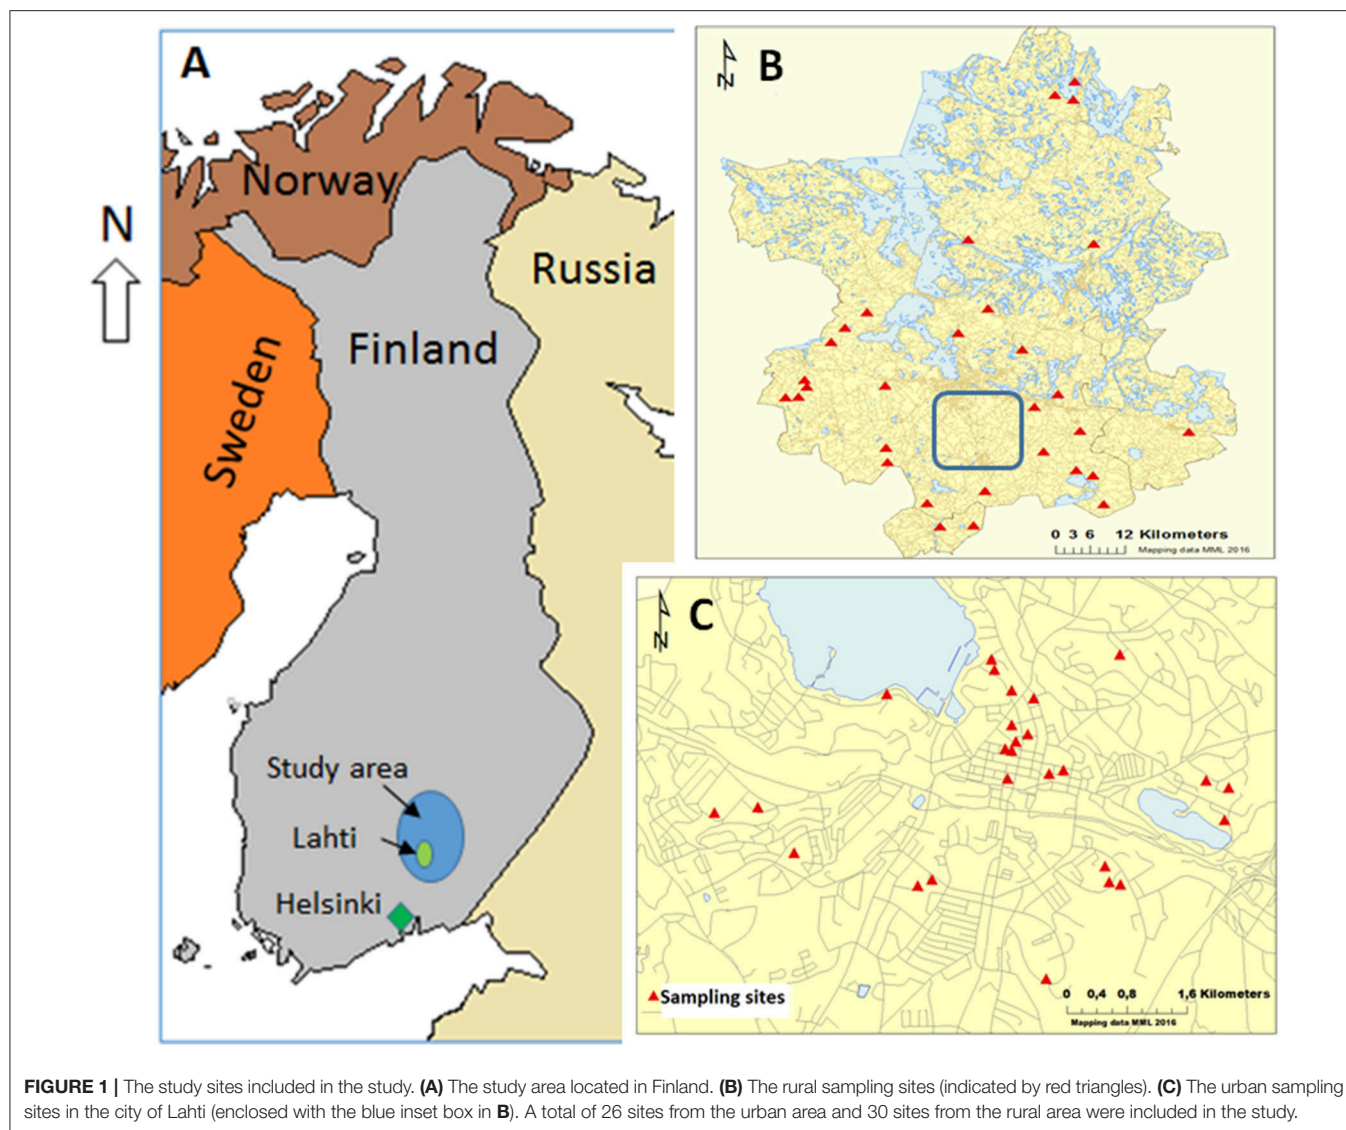 A
Norway
N
Russia
Finland
Sweden
Study area
Lahti
Helsinki
N
B
0 3 6 12 Kilometers
Mapping data MML 2016
N
C
Sampling sites
0 0,4 0,8 1,6 Kilometers
Mapping data MML 2016
FIGURE 1 | The study sites included in the study. (A) The study area located in Finland. (B) The rural sampling sites (indicated by red triangles). (C) The urban sampling
sites in the city of Lahti (enclosed with the blue inset box in B). A total of 26 sites from the urban area and 30 sites from the rural area were included in the study.